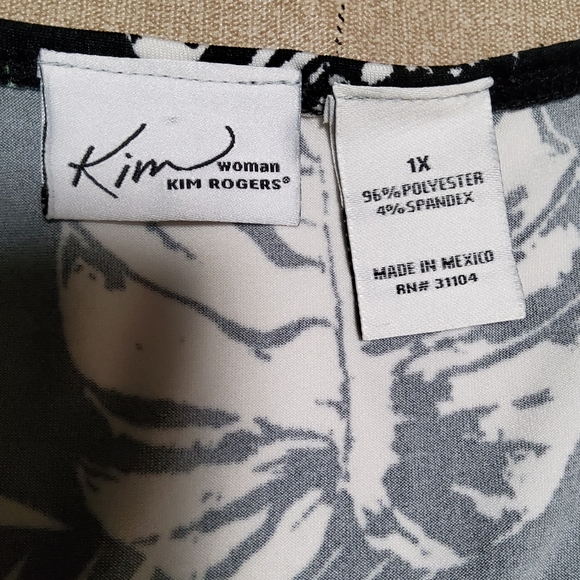 Kim woman
KIM ROGERS®
1X
96% POLYESTER
4% SPANDEX
MADE IN MEXICO
RN# 31104